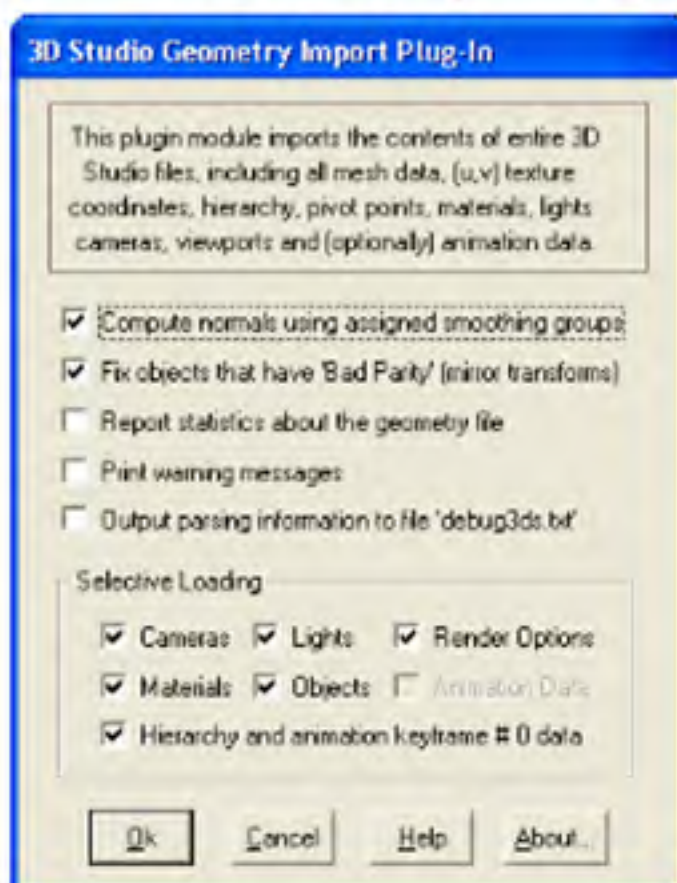 3D Studio Geometry Import Plug-In
This plugin module imports the contents of entire 3D
Studio files, including all mesh data, (u,v) texture
coordinates, hierarchy, pivot points, materials, lights
cameras, viewports and (optionally) animation data
Compute normals using assigned smoothing groups
Fix objects that have 'Bad Parity' (mirror transforms)
Report statistics about the geometry file
Print warning messages
Output parsing information to file 'debug3ds.txt'
Selective Loading
Cameras Lights Render Options
Materials Objects Animation Data
Hierarchy and animation keyframe # 0 data
Ok Cancel Help About...